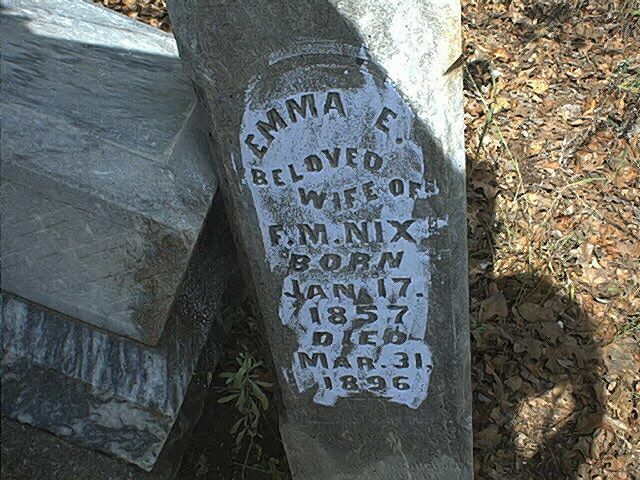 EMMA E.
BELOVED
WIFE OF
F.M. NIX
BORN
JAN. 17.
1857
DIED
MAR. 31.
1896